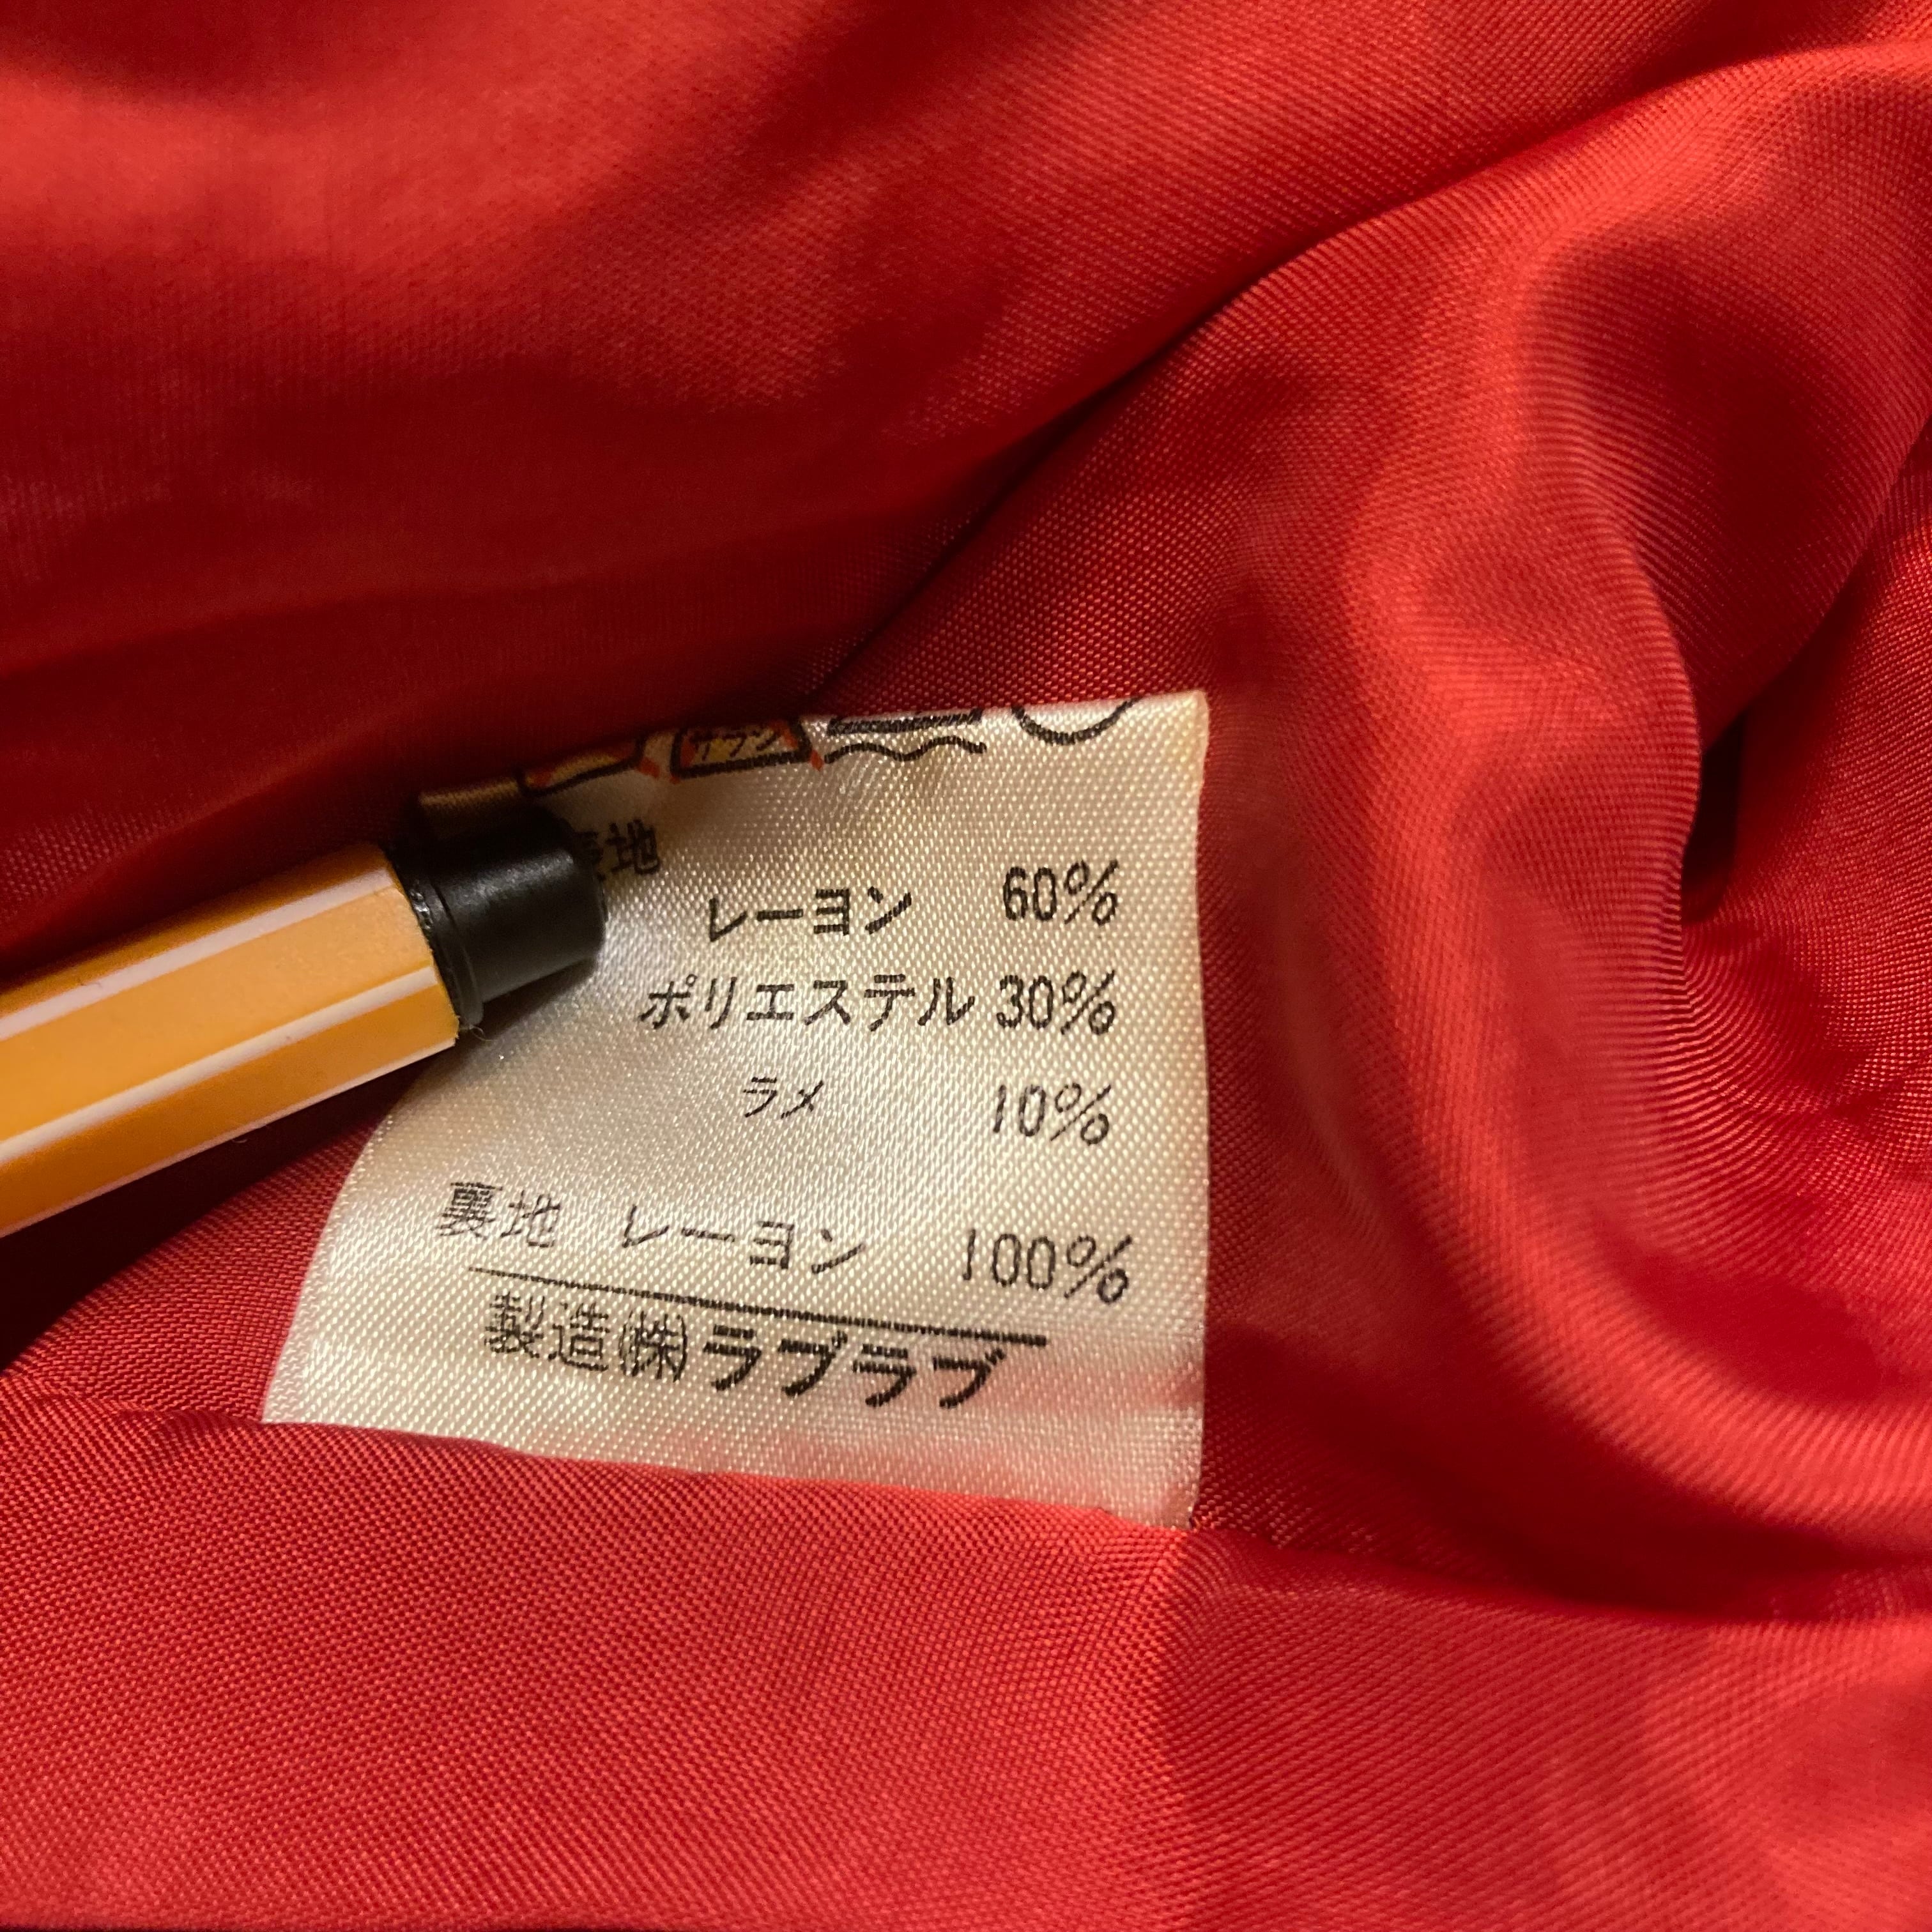 表地
レーヨン 60%
ポリエステル 30%
ラメ 10%
裏地 レーヨン 100%
製造㈱ラブラブ